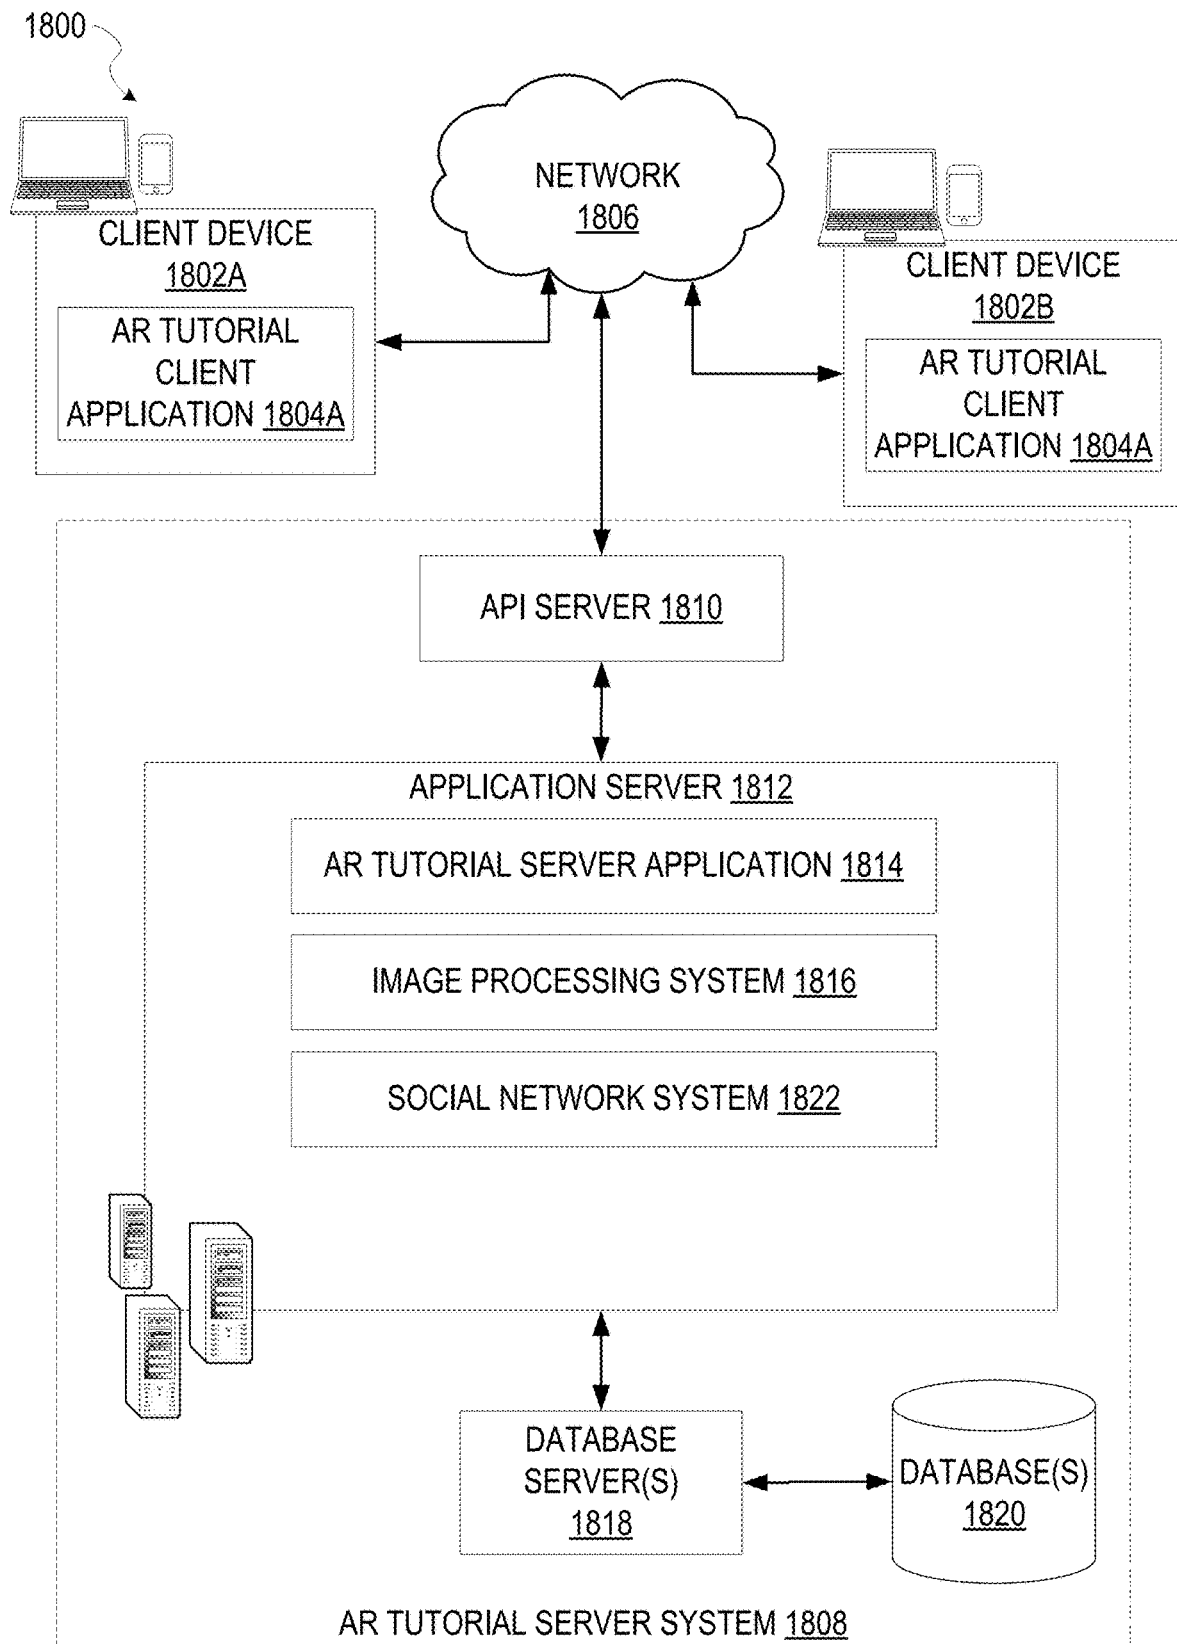 1800
NETWORK
1806
CLIENT DEVICE
1802A
AR TUTORIAL
CLIENT
APPLICATION 1804A
CLIENT DEVICE
1802B
AR TUTORIAL
CLIENT
APPLICATION 1804A
API SERVER 1810
APPLICATION SERVER 1812
AR TUTORIAL SERVER APPLICATION 1814
IMAGE PROCESSING SYSTEM 1816
SOCIAL NETWORK SYSTEM 1822
DATABASE
SERVER(S)
1818
DATABASE(S)
1820
AR TUTORIAL SERVER SYSTEM 1808